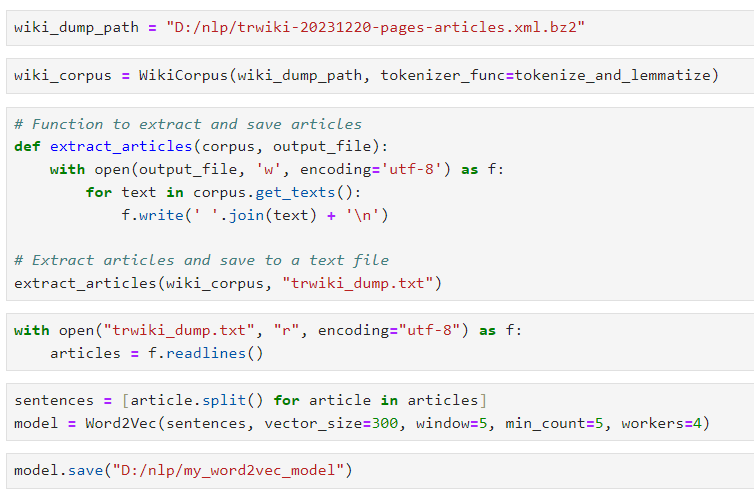 wiki_dump_path = "D:/nlp/trwiki-20231220-pages-articles.xml.bz2"
wiki_corpus = WikiCorpus(wiki_dump_path, tokenizer_func=tokenize_and_lemmatize)
# Function to extract and save articles
def extract_articles(corpus, output_file):
    with open(output_file, 'w', encoding='utf-8') as f:
        for text in corpus.get_texts():
            f.write(' '.join(text) + '\n')
# Extract articles and save to a text file
extract_articles(wiki_corpus, "trwiki_dump.txt")
with open("trwiki_dump.txt", "r", encoding="utf-8") as f:
    articles = f.readlines()
sentences = [article.split() for article in articles]
model = Word2Vec(sentences, vector_size=300, window=5, min_count=5, workers=4)
model.save("D:/nlp/my_word2vec_model")